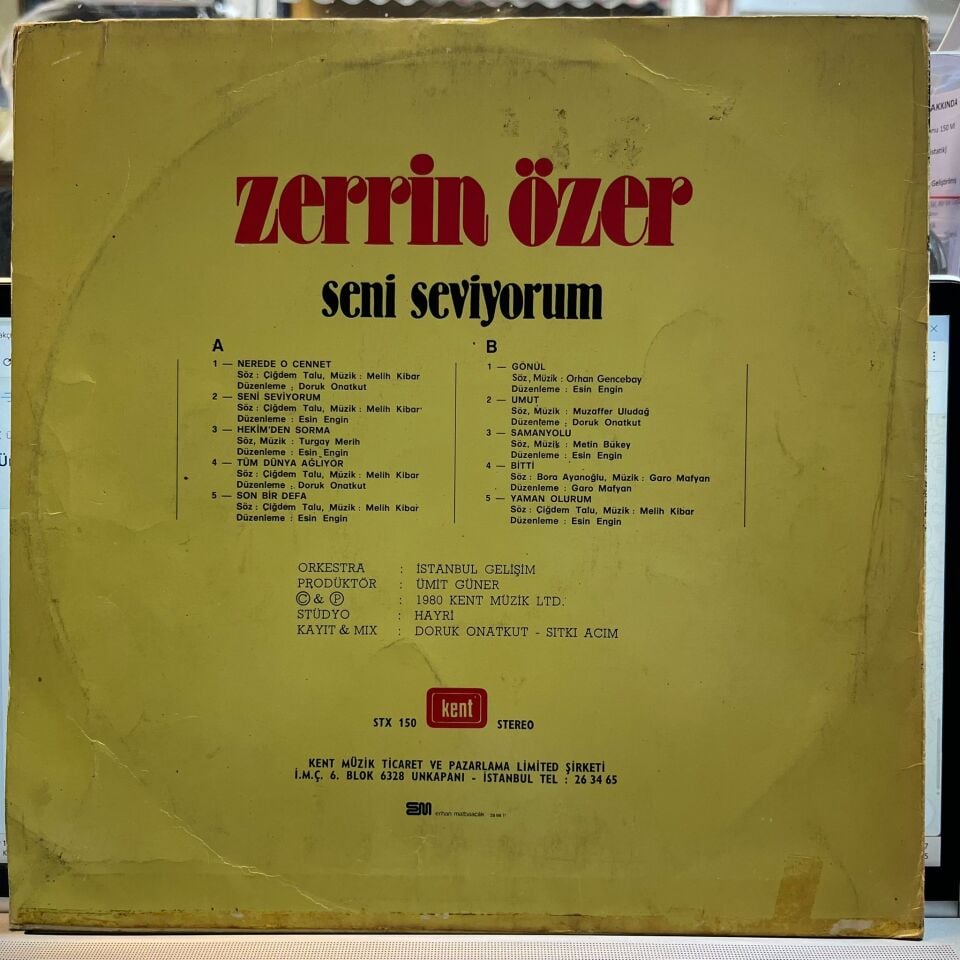 zerrin özer
seni seviyorum
A
1 — NEREDE O CENNET
Söz : Çiğdem Talu, Müzik : Melih Kibar
Düzenleme : Doruk Onatkut
2 — SENİ SEVİYORUM
Söz : Çiğdem Talu, Müzik : Melih Kibar
Düzenleme : Esin Engin
3 — HEKİM'DEN SORMA
Söz, Müzik : Turgay Merih
Düzenleme : Esin Engin
4 — TÜM DÜNYA AĞLIYOR
Söz : Çiğdem Talu, Müzik : Melih Kibar
Düzenleme : Doruk Onatkut
5 — SON BİR DEFA
Söz : Çiğdem Talu, Müzik : Melih Kibar
Düzenleme : Esin Engin
B
1 — GÖNÜL
Söz, Müzik : Orhan Gencebay
Düzenleme : Esin Engin
2 — UMUT
Söz, Müzik : Muzaffer Uludağ
Düzenleme : Doruk Onatkut
3 — SAMANYOLU
Söz, Müzik : Metin Bükey
Düzenleme : Esin Engin
4 — BİTTİ
Söz : Bora Ayanoğlu, Müzik : Garo Mafyan
Düzenleme : Garo Mafyan
5 — YAMAN OLURUM
Söz : Çiğdem Talu, Müzik : Melih Kibar
Düzenleme : Esin Engin
ORKESTRA : İSTANBUL GELİŞİM
PRODÜKTÖR : ÜMİT GÜNER
© & ℗ : 1980 KENT MÜZİK LTD.
STÜDYO : HAYRİ
KAYIT & MIX : DORUK ONATKUT - SITKI ACIM
kent
STX 150 STEREO
KENT MÜZİK TİCARET VE PAZARLAMA LİMİTED ŞİRKETİ
İ.M.Ç. 6. BLOK 6328 UNKAPANI - İSTANBUL TEL : 26 34 65
erhan matbaacılık
AKKINDA